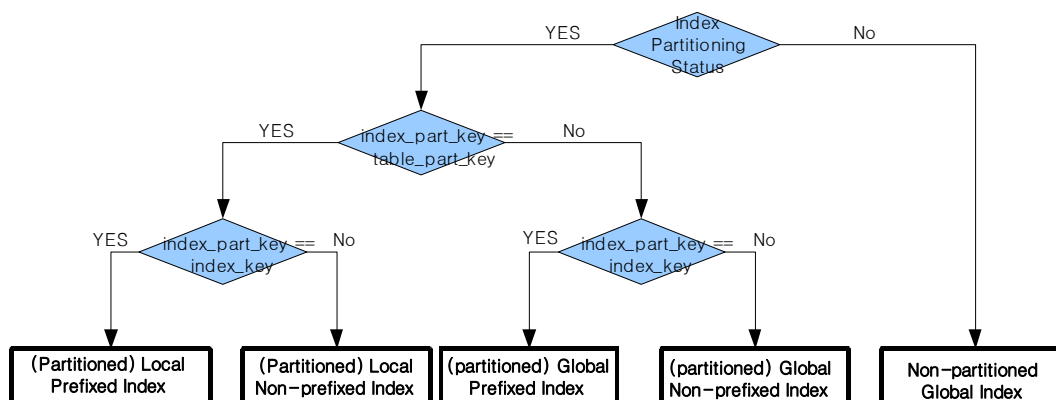 Index
Partitioning
Status
YES
No
index_part_key ==
table_part_key
YES
No
index_part_key ==
index_key
YES
No
index_part_key ==
index_key
YES
No
(Partitioned) Local
Prefixed Index
(Partitioned) Local
Non-prefixed Index
(partitioned) Global
Prefixed Index
(partitioned) Global
Non-prefixed Index
Non-partitioned
Global Index